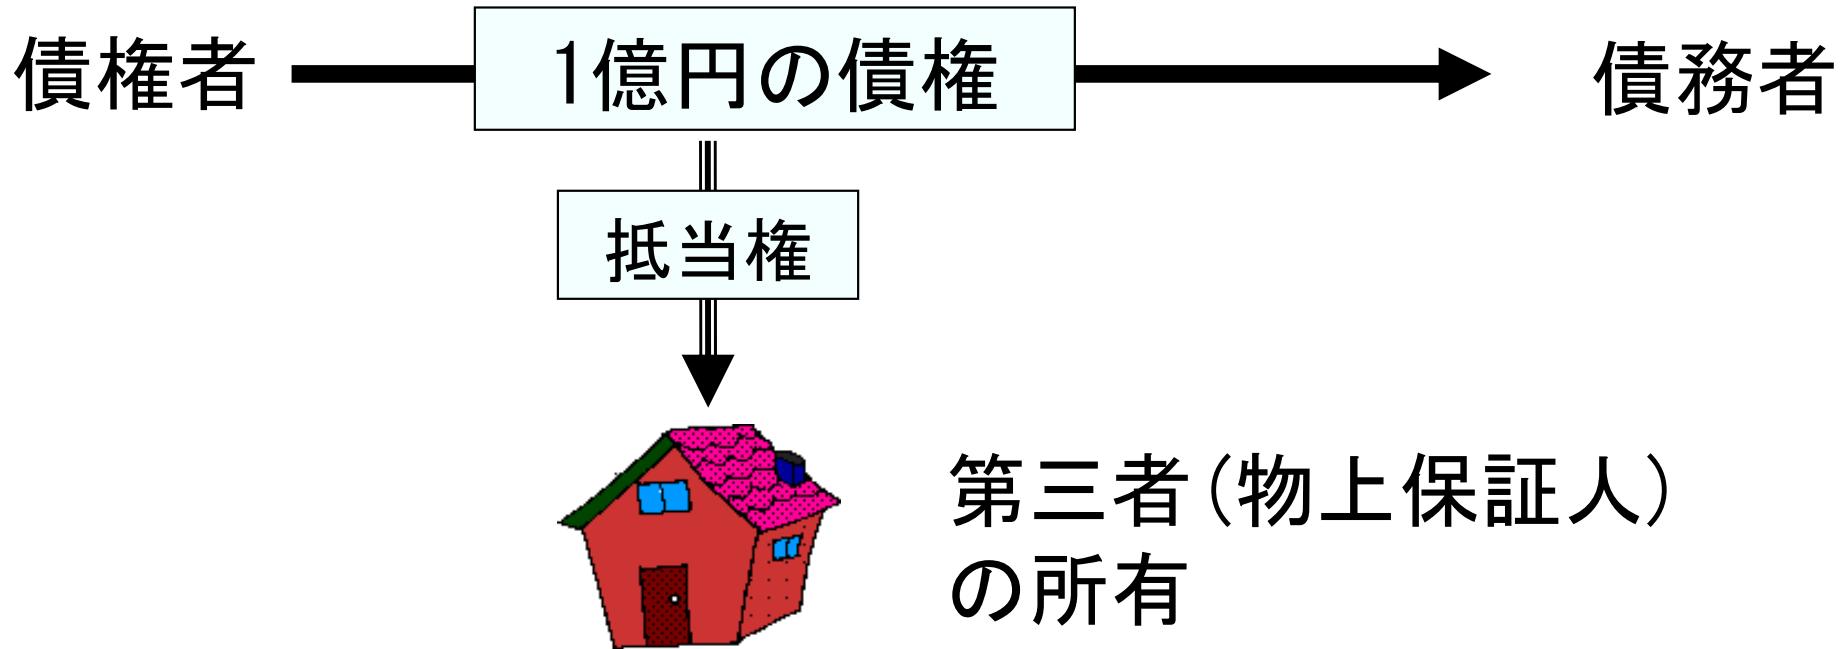 債権者
1億円の債権
債務者
抵当権
第三者(物上保証人)
の所有